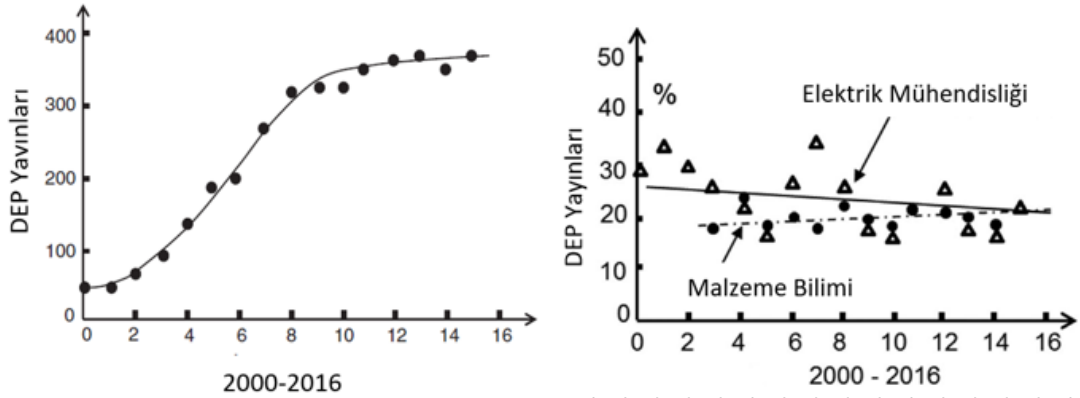 400
300
200
100
0
DEP Yavınları
0 2 4 6 8 10 12 14 16
2000-2016
50
40
30
20
10
0
%
DEP Yayınları
Elektrik Mühendisliği
Malzeme Bilimi
0 2 4 6 8 10 12 14 16
2000 - 2016